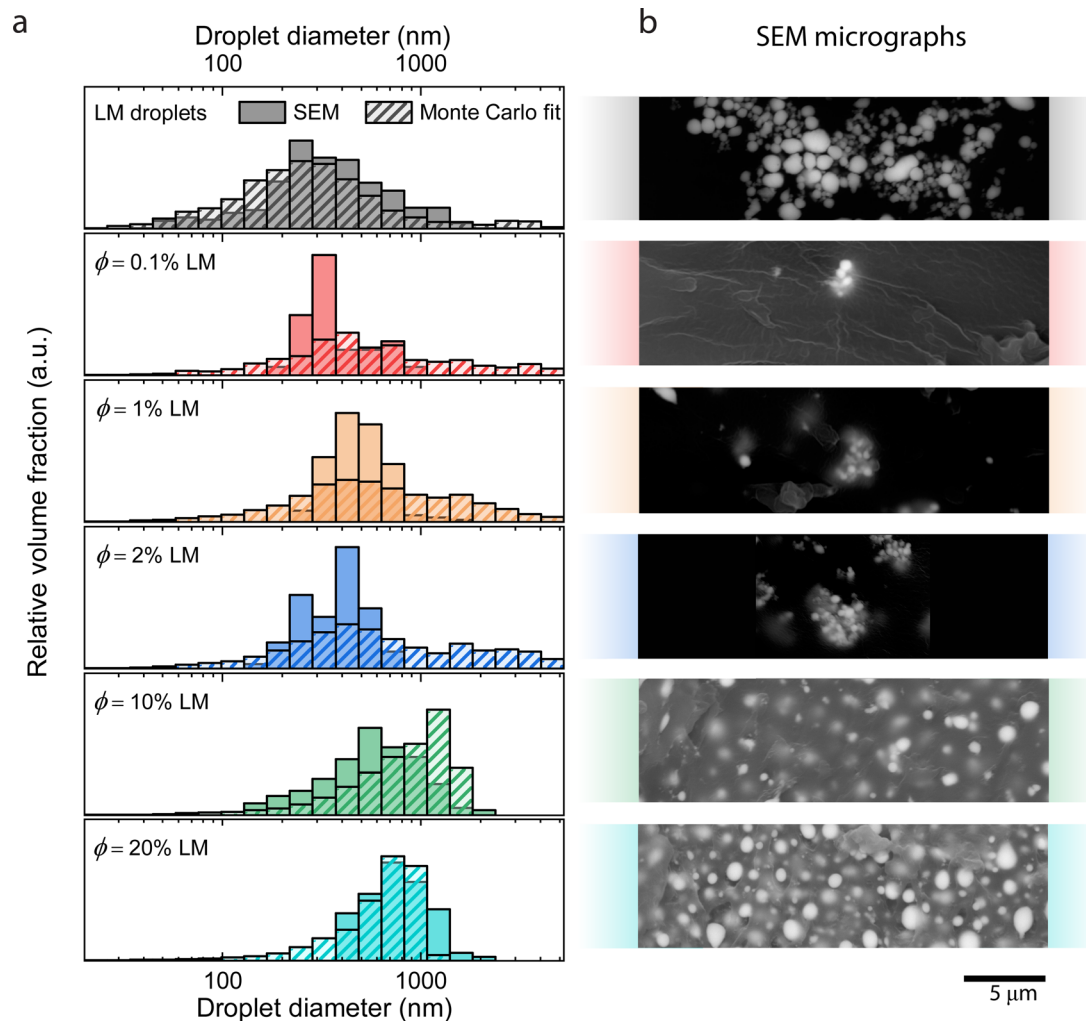 a
Droplet diameter (nm)
100 1000
LM droplets SEM Monte Carlo fit
ϕ = 0.1% LM
ϕ = 1% LM
ϕ = 2% LM
ϕ = 10% LM
ϕ = 20% LM
Relative volume fraction (a.u.)
100 1000
Droplet diameter (nm)
b
SEM micrographs
5 μm